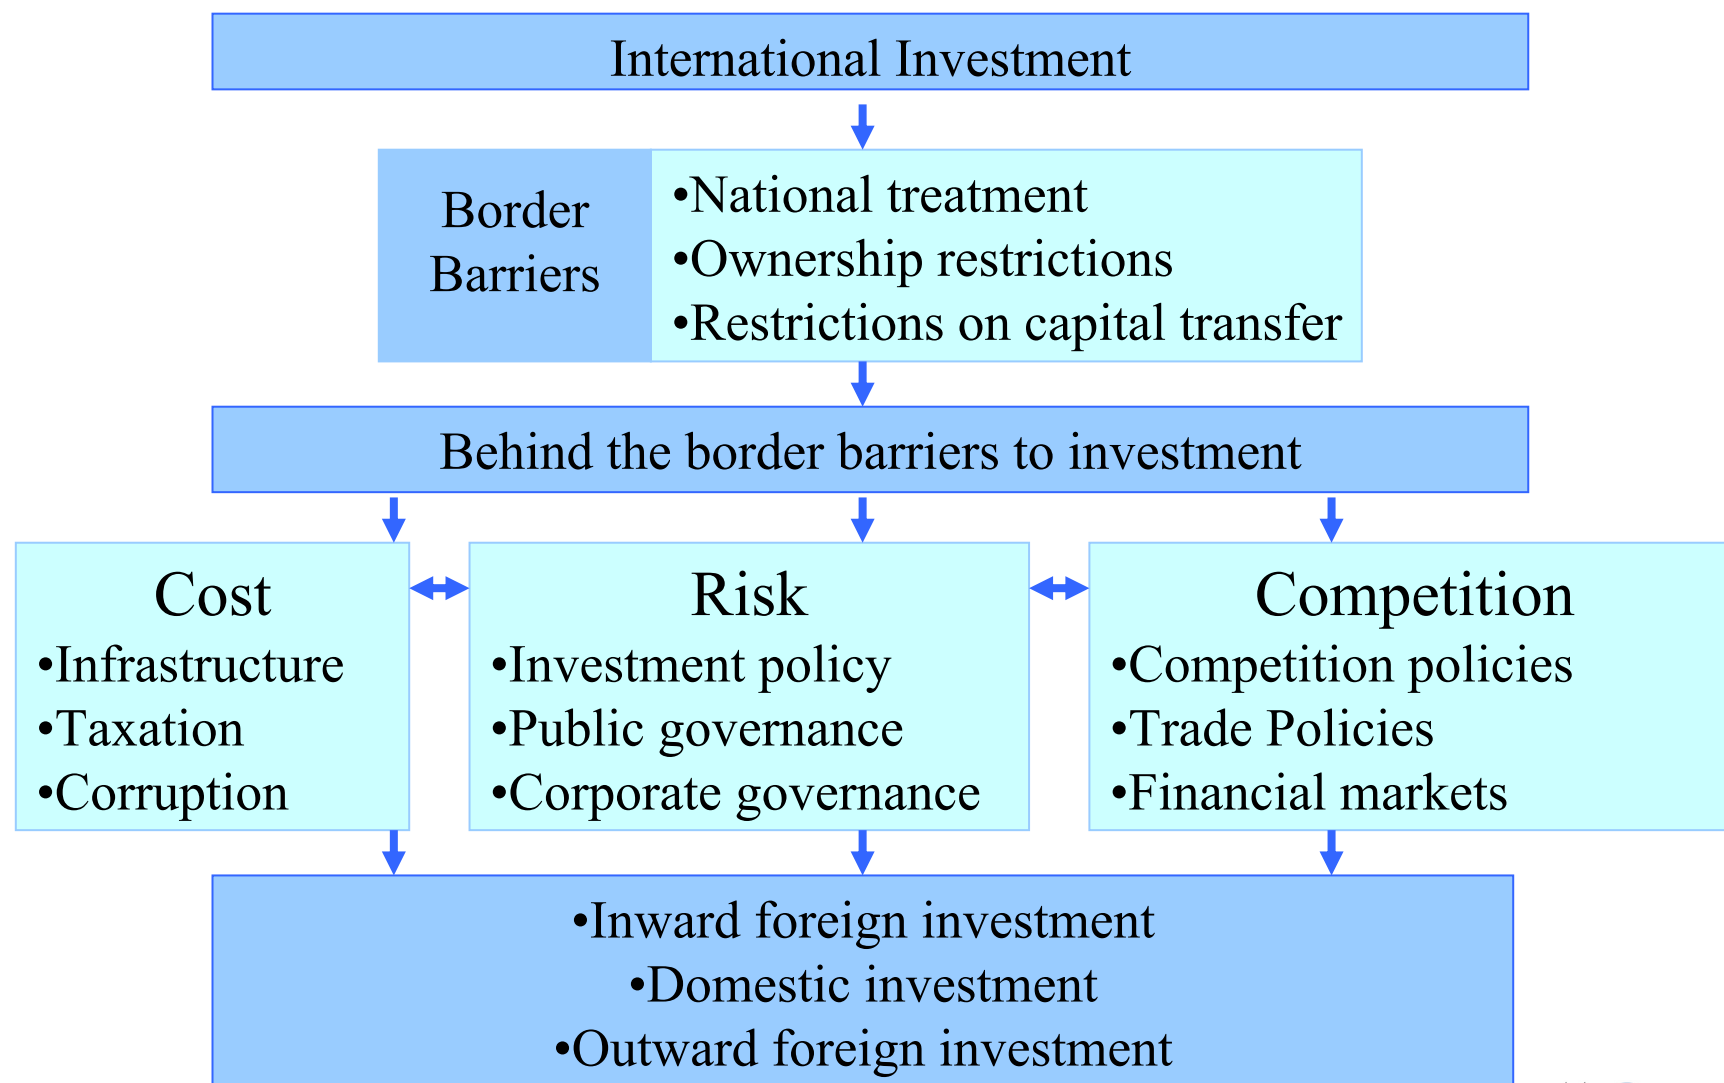 International Investment
Border
Barriers
•National treatment
•Ownership restrictions
•Restrictions on capital transfer
Behind the border barriers to investment
Cost
•Infrastructure
•Taxation
•Corruption
Risk
•Investment policy
•Public governance
•Corporate governance
Competition
•Competition policies
•Trade Policies
•Financial markets
•Inward foreign investment
•Domestic investment
•Outward foreign investment